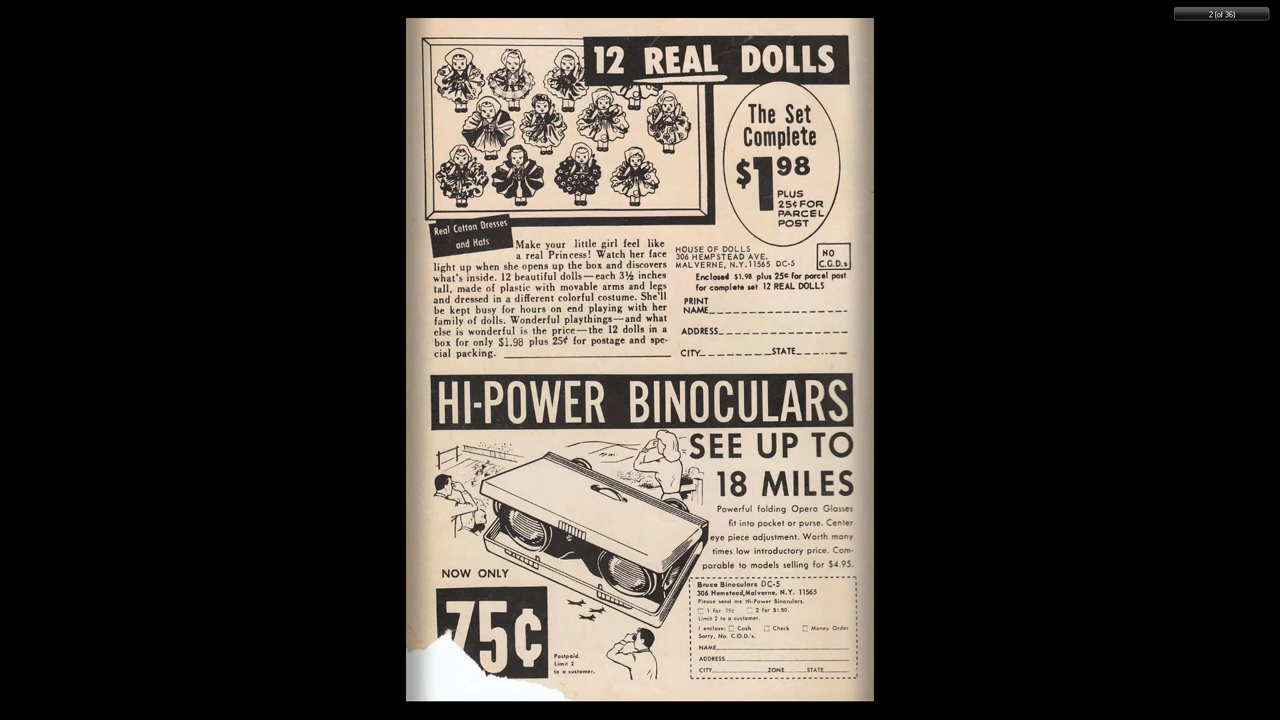 2 (of 36)
12 REAL DOLLS
The Set
Complete
$1 98
PLUS
25¢ FOR
PARCEL
POST
Real Cotton Dresses
and Hats
Make your little girl feel like
a real Princess! Watch her face
light up when she opens up the box and discovers
what's inside. 12 beautiful dolls—each 3½ inches
tall, made of plastic with movable arms and legs
and dressed in a different colorful costume. She'll
be kept busy for hours on end playing with her
family of dolls. Wonderful playthings—and what
else is wonderful is the price—the 12 dolls in a
box for only $1.98 plus 25¢ for postage and spe-
cial packing.
HOUSE OF DOLLS
306 HEMPSTEAD AVE.
MALVERNE, N.Y. 11565 DC-5
NO
C.O.D.s
Enclosed $1.98 plus 25¢ for parcel post
for complete set 12 REAL DOLLS
PRINT
NAME
ADDRESS
CITY STATE
HI-POWER BINOCULARS
SEE UP TO
18 MILES
Powerful folding Opera Glasses
fit into pocket or purse. Center
eye piece adjustment. Worth many
times low introductory price. Com-
parable to models selling for $4.95.
NOW ONLY
75¢
Postpaid.
Limit 2
to a customer.
Bruce Binoculars DC-5
306 Hemstead, Malverne, N.Y. 11565
Please send me Hi-Power Binoculars.
1 for 75¢ 2 for $1.50.
Limit 2 to a customer.
I enclose: Cash Check Money Order
Sorry, No. C.O.D.'s.
NAME
ADDRESS
CITY ZONE STATE